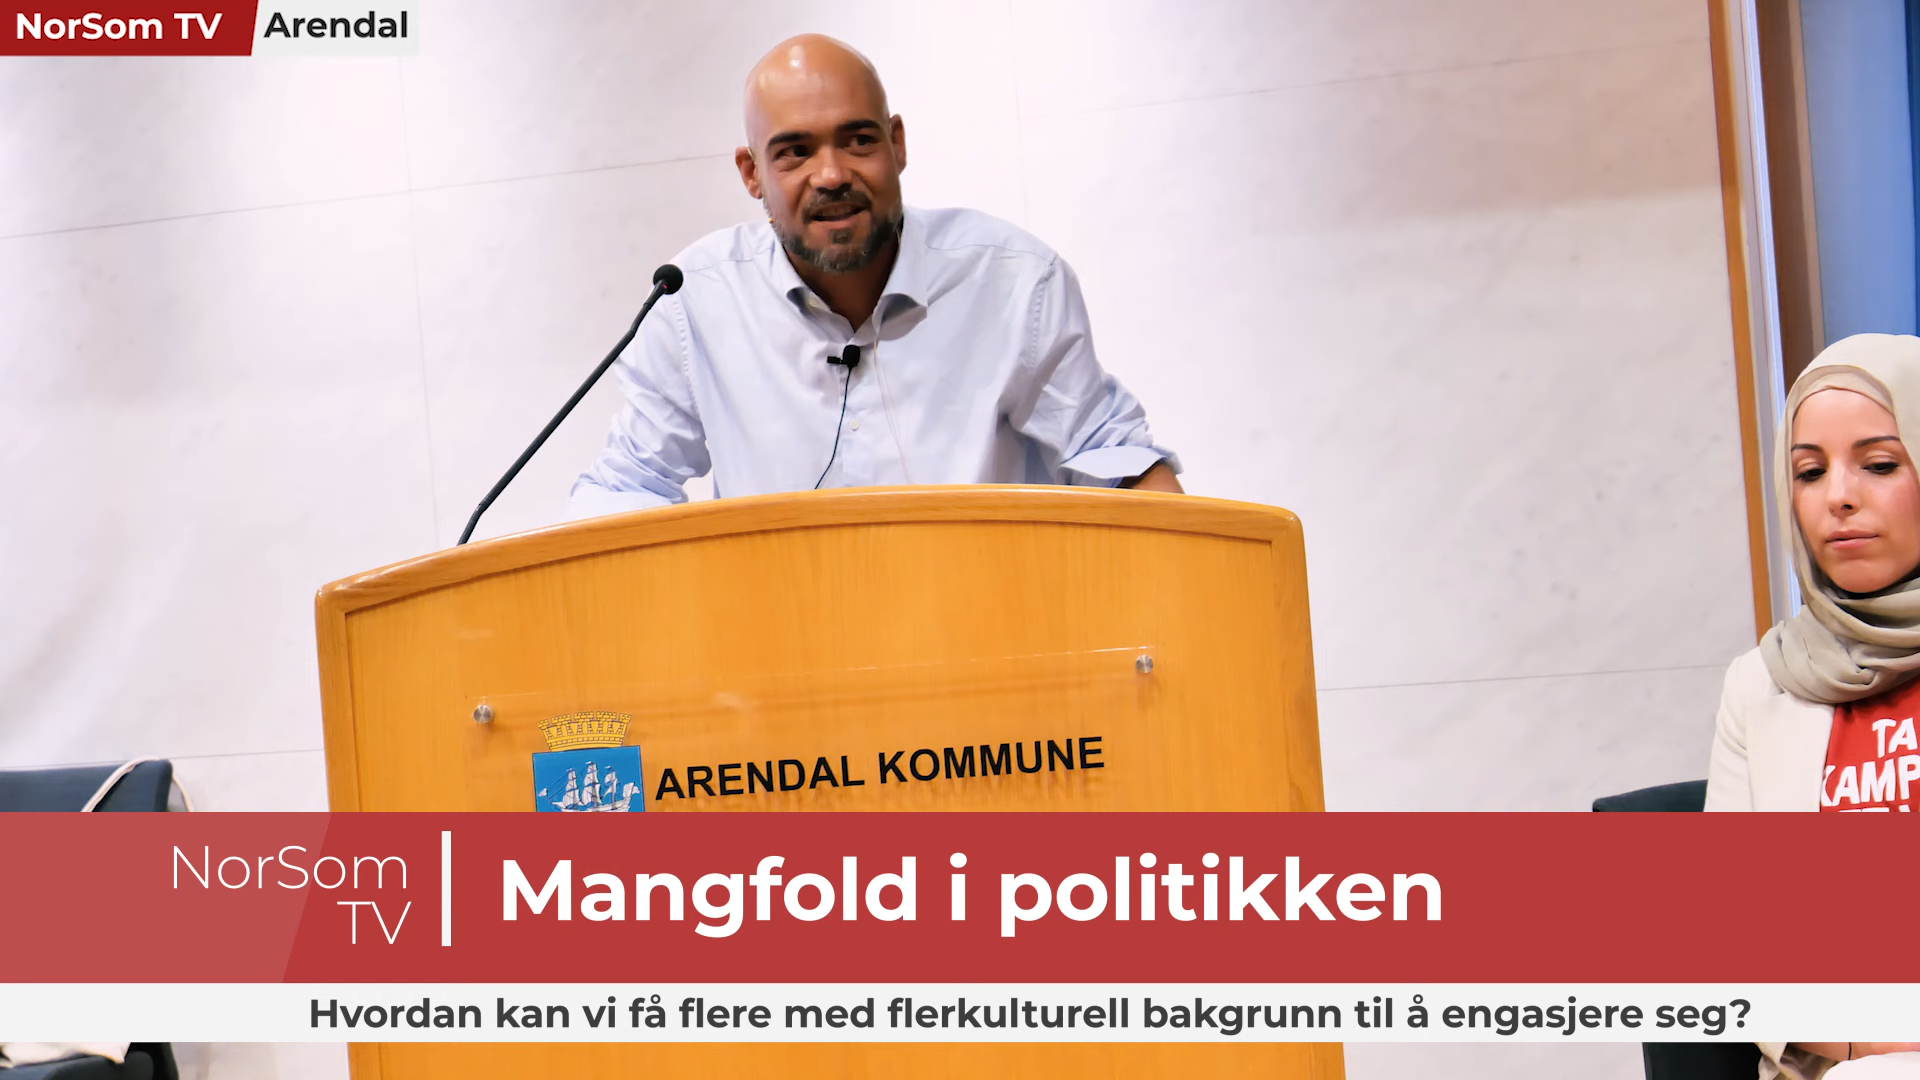 NorSom TV Arendal
ARENDAL KOMMUNE
TA
KAMP
NorSom
TV
Mangfold i politikken
Hvordan kan vi få flere med flerkulturell bakgrunn til å engasjere seg?